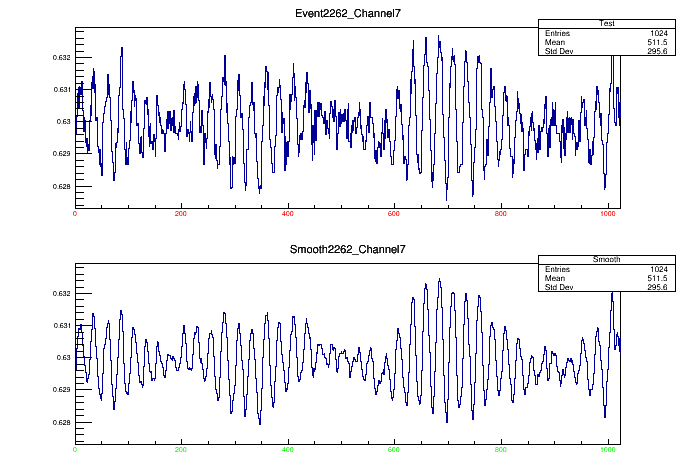 Event2262_Channel7
Test
Entries 1024
Mean 511.5
Std Dev 295.6
0.632
0.631
0.63
0.629
0.628
0 200 400 600 800 1000
Smooth2262_Channel7
Smooth
Entries 1024
Mean 511.5
Std Dev 295.6
0.632
0.631
0.63
0.629
0.628
0 200 400 600 800 1000